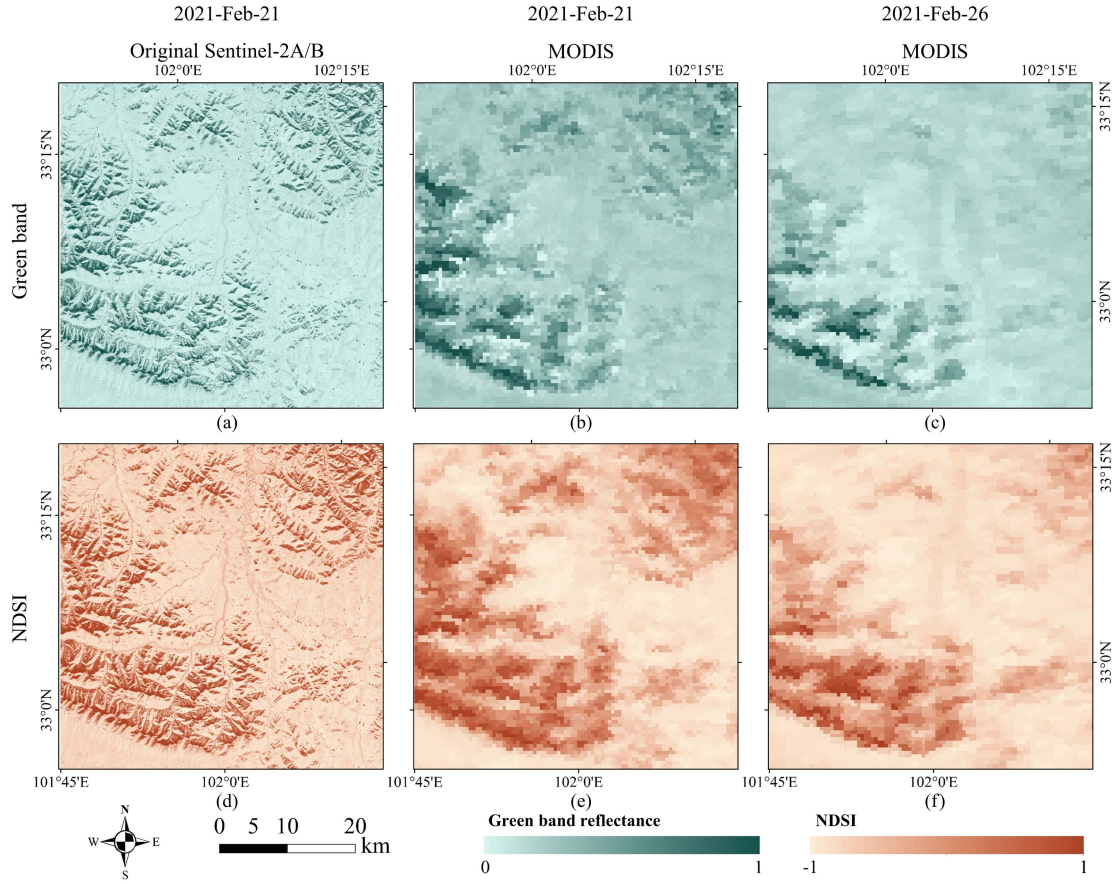 2021-Feb-21 2021-Feb-21 2021-Feb-26
Original Sentinel-2A/B MODIS MODIS
102°0'E 102°15'E 102°0'E 102°15'E 102°0'E 102°15'E
Green band
33°15'N
33°0'N
33°15'N
33°0'N
(a) (b) (c)
NDSI
33°15'N
33°0'N
33°15'N
33°0'N
101°45'E 102°0'E 101°45'E 102°0'E 102°0'E
(d) (e) (f)
N
W E
S
0 5 10 20
km
Green band reflectance
0 1
NDSI
-1 1